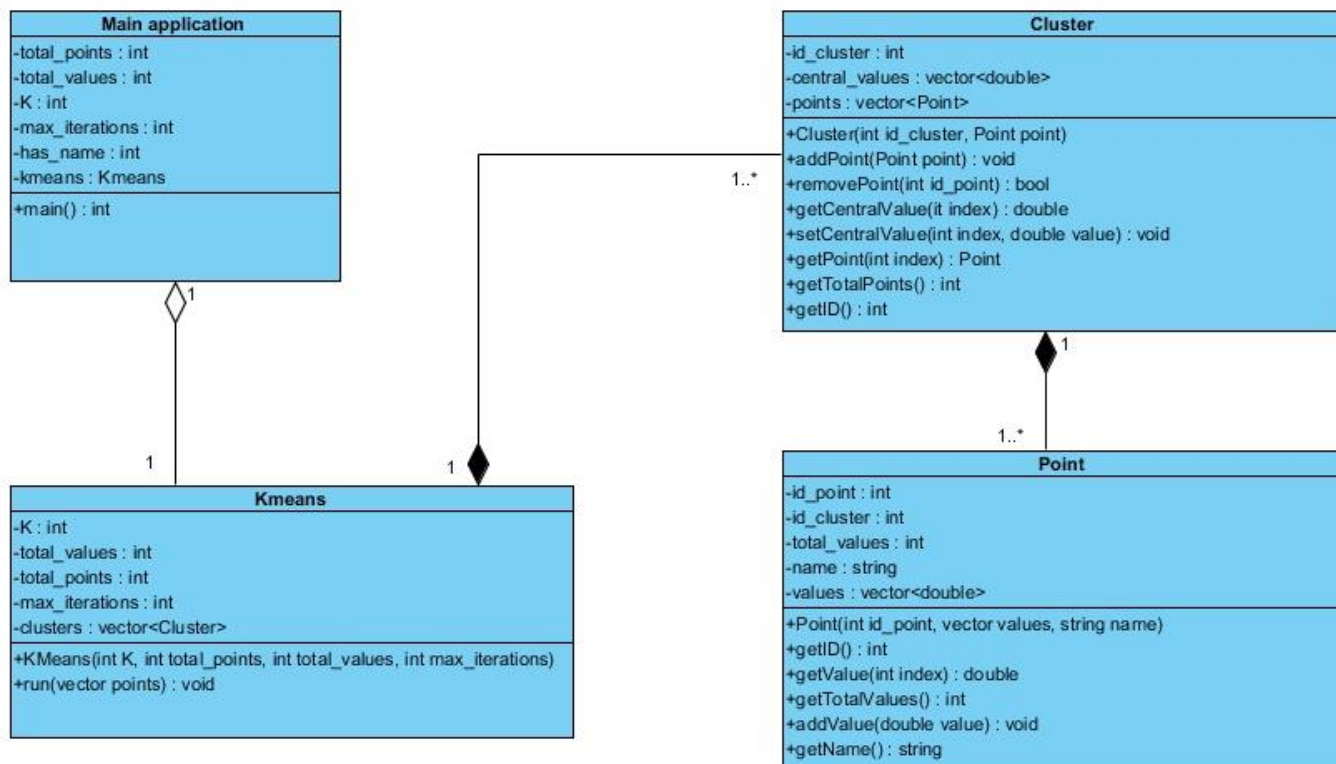 Main application
-total_points : int
-total_values : int
-K : int
-max_iterations : int
-has_name : int
-kmeans : Kmeans
+main() : int
1
1
Kmeans
-K : int
-total_values : int
-total_points : int
-max_iterations : int
-clusters : vector<Cluster>
+KMeans(int K, int total_points, int total_values, int max_iterations)
+run(vector points) : void
1
1..*
Cluster
-id_cluster : int
-central_values : vector<double>
-points : vector<Point>
+Cluster(int id_cluster, Point point)
+addPoint(Point point) : void
+removePoint(int id_point) : bool
+getCentralValue(it index) : double
+setCentralValue(int index, double value) : void
+getPoint(int index) : Point
+getTotalPoints() : int
+getID() : int
1
1..*
Point
-id_point : int
-id_cluster : int
-total_values : int
-name : string
-values : vector<double>
+Point(int id_point, vector values, string name)
+getID() : int
+getValue(int index) : double
+getTotalValues() : int
+addValue(double value) : void
+getName() : string